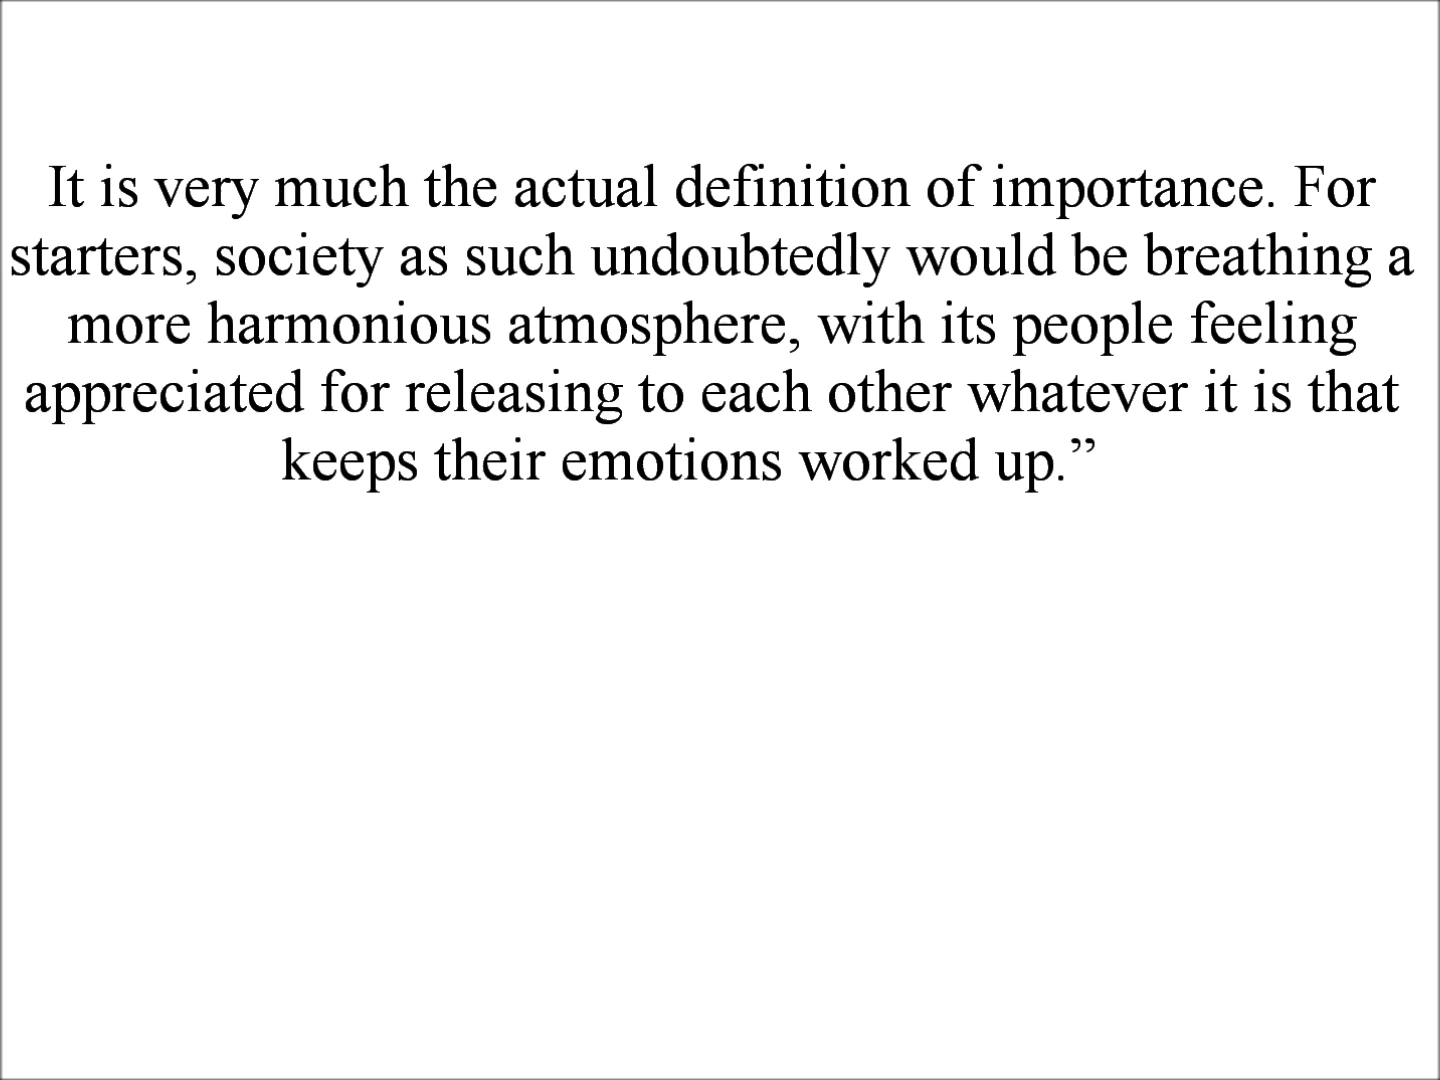 It is very much the actual definition of importance. For
starters, society as such undoubtedly would be breathing a
more harmonious atmosphere, with its people feeling
appreciated for releasing to each other whatever it is that
keeps their emotions worked up.”